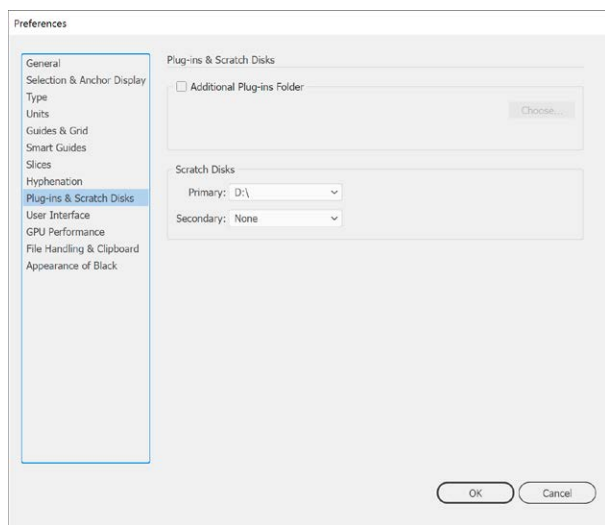 Preferences
General
Selection & Anchor Display
Type
Units
Guides & Grid
Smart Guides
Slices
Hyphenation
Plug-ins & Scratch Disks
User Interface
GPU Performance
File Handling & Clipboard
Appearance of Black
Plug-ins & Scratch Disks
Additional Plug-ins Folder
Choose...
Scratch Disks
Primary: D:\
Secondary: None
OK
Cancel